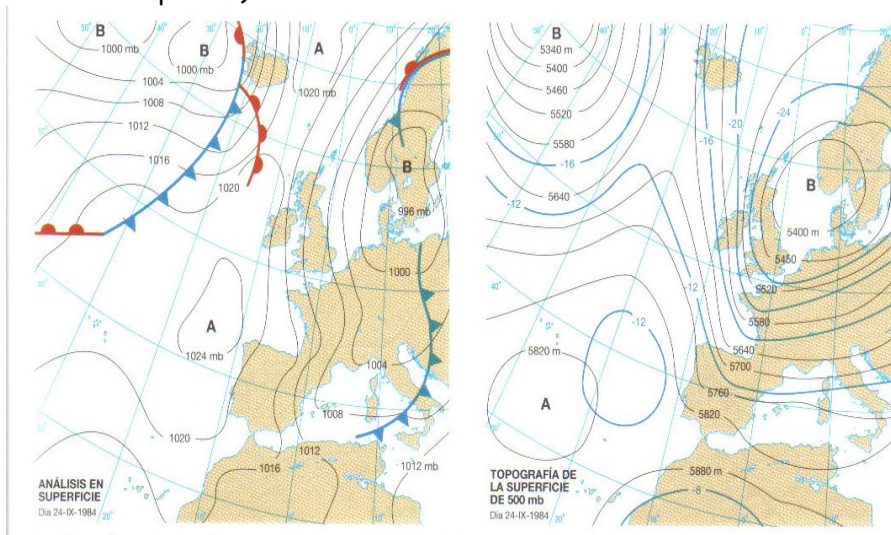 B
1000 mb
B
1000 mb
A
1004
1008
1012
1016
1020
1020 mb
B
996 mb
1000
A
1024 mb
1004
1008
1020
1012
1016
1012 mb
ANÁLISIS EN
SUPERFICIE
Día 24-IX-1984
B
5340 m
5400
5460
5520
5580
-16
5640
-12
-16
-20
-24
B
5400 m
5450
5520
5580
5640
5700
5760
5820
-12
-12
5820 m
A
5880 m
-8
TOPOGRAFÍA DE
LA SUPERFICIE
DE 500 mb
Día 24-IX-1984